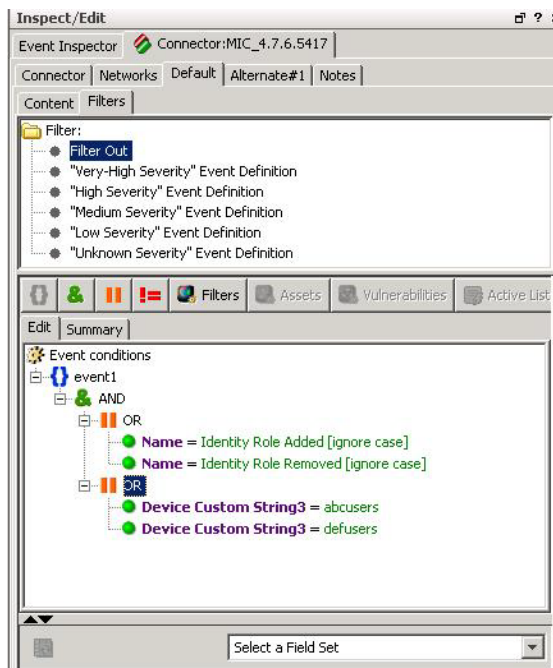 Inspect/Edit
Event Inspector Connector:MIC_4.7.6.5417
Connector Networks Default Alternate#1 Notes
Content Filters
Filter:
Filter Out
"Very-High Severity" Event Definition
"High Severity" Event Definition
"Medium Severity" Event Definition
"Low Severity" Event Definition
"Unknown Severity" Event Definition
{} & || != Filters Assets Vulnerabilities Active List
Edit Summary
Event conditions
{} event1
& AND
|| OR
Name = Identity Role Added [ignore case]
Name = Identity Role Removed [ignore case]
|| OR
Device Custom String3 = abcusers
Device Custom String3 = defusers
Select a Field Set